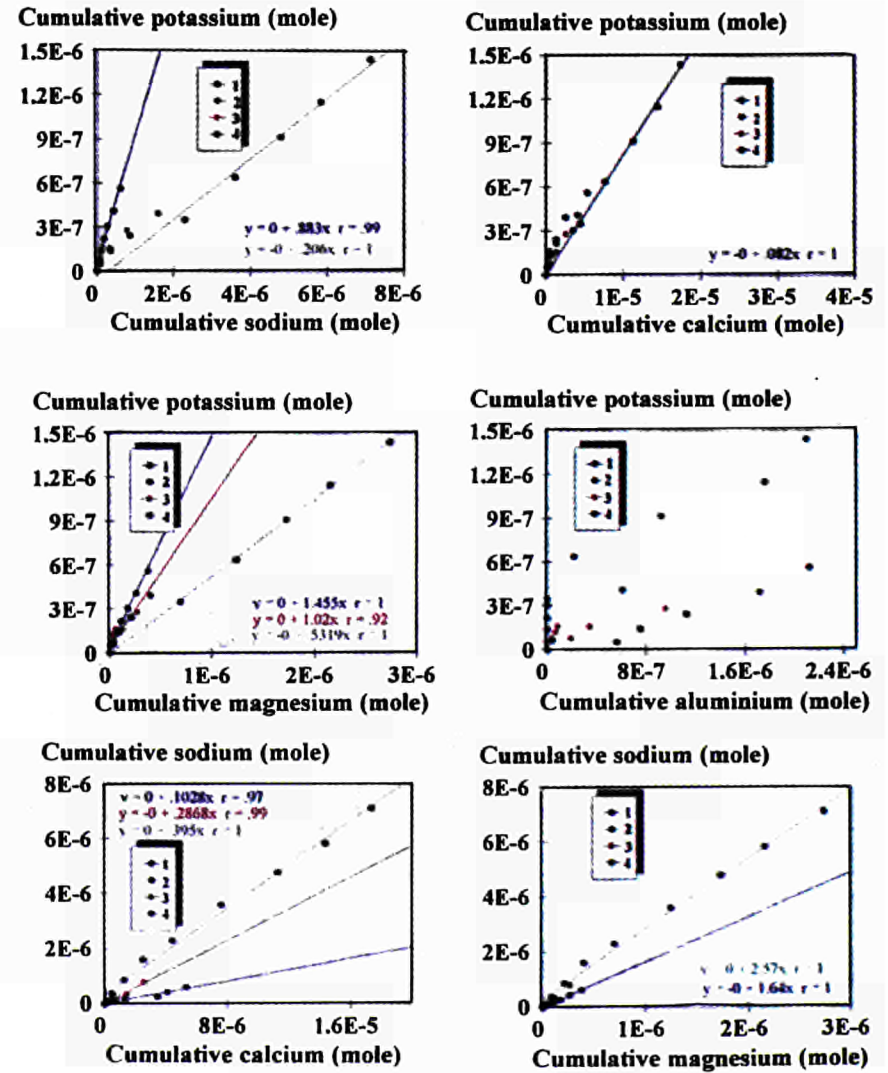 Cumulative potassium (mole)
1.5E-6
1.2E-6
9E-7
6E-7
3E-7
0
1
2
3
4
y = 0 + .883x r = .99
y = -0 + .206x r = 1
0 2E-6 4E-6 6E-6 8E-6
Cumulative sodium (mole)
Cumulative potassium (mole)
1.5E-6
1.2E-6
9E-7
6E-7
3E-7
0
1
2
3
4
y = -0 + .082x r = 1
0 1E-5 2E-5 3E-5 4E-5
Cumulative calcium (mole)
Cumulative potassium (mole)
1.5E-6
1.2E-6
9E-7
6E-7
3E-7
0
1
2
3
4
y = 0 + 1.455x r = 1
y = 0 + 1.02x r = .92
y = -0 + .5319x r = 1
0 1E-6 2E-6 3E-6
Cumulative magnesium (mole)
Cumulative potassium (mole)
1.5E-6
1.2E-6
9E-7
6E-7
3E-7
0
1
2
3
4
0 8E-7 1.6E-6 2.4E-6
Cumulative aluminium (mole)
Cumulative sodium (mole)
8E-6
6E-6
4E-6
2E-6
0
y = 0 + .1028x r = .97
y = -0 + .2868x r = .99
y = 0 + .395x r = 1
1
2
3
4
0 8E-6 1.6E-5
Cumulative calcium (mole)
Cumulative sodium (mole)
8E-6
6E-6
4E-6
2E-6
0
1
2
3
4
y = 0 + 2.57x r = 1
y = -0 + 1.64x r = 1
0 1E-6 2E-6 3E-6
Cumulative magnesium (mole)